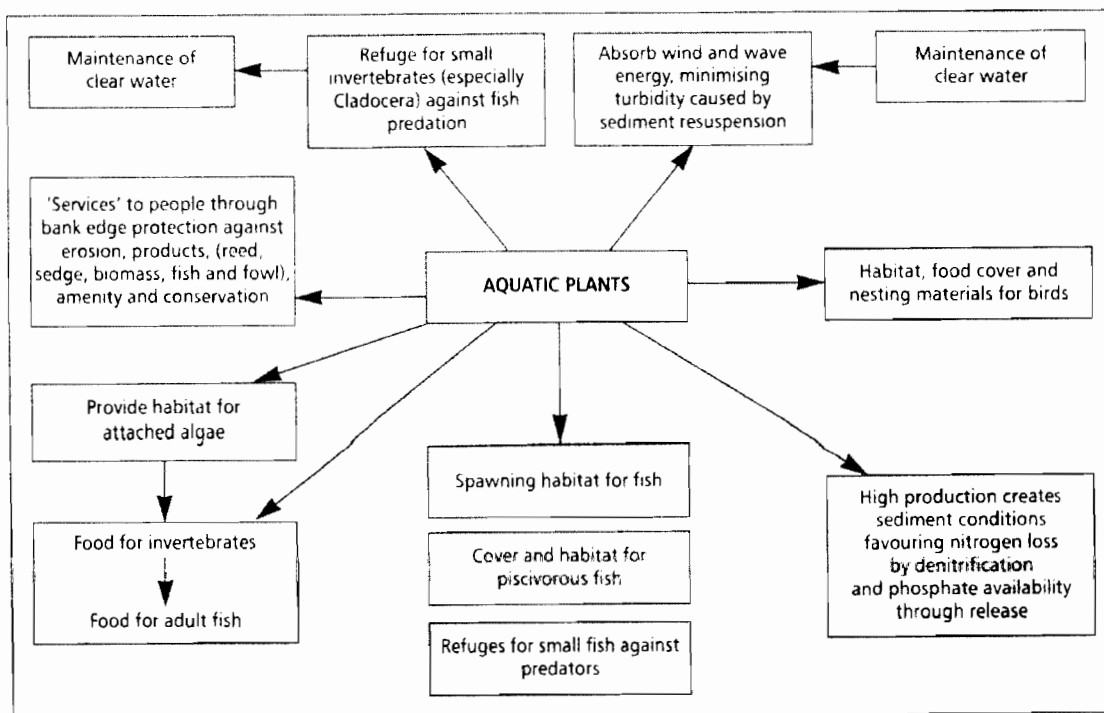 Maintenance of
clear water
Refuge for small
invertebrates (especially
Cladocera) against fish
predation
Absorb wind and wave
energy, minimising
turbidity caused by
sediment resuspension
Maintenance of
clear water
'Services' to people through
bank edge protection against
erosion, products, (reed,
sedge, biomass, fish and fowl),
amenity and conservation
AQUATIC PLANTS
Habitat, food cover and
nesting materials for birds
Provide habitat for
attached algae
Food for invertebrates
Food for adult fish
Spawning habitat for fish
Cover and habitat for
piscivorous fish
Refuges for small fish against
predators
High production creates
sediment conditions
favouring nitrogen loss
by denitrification
and phosphate availability
through release